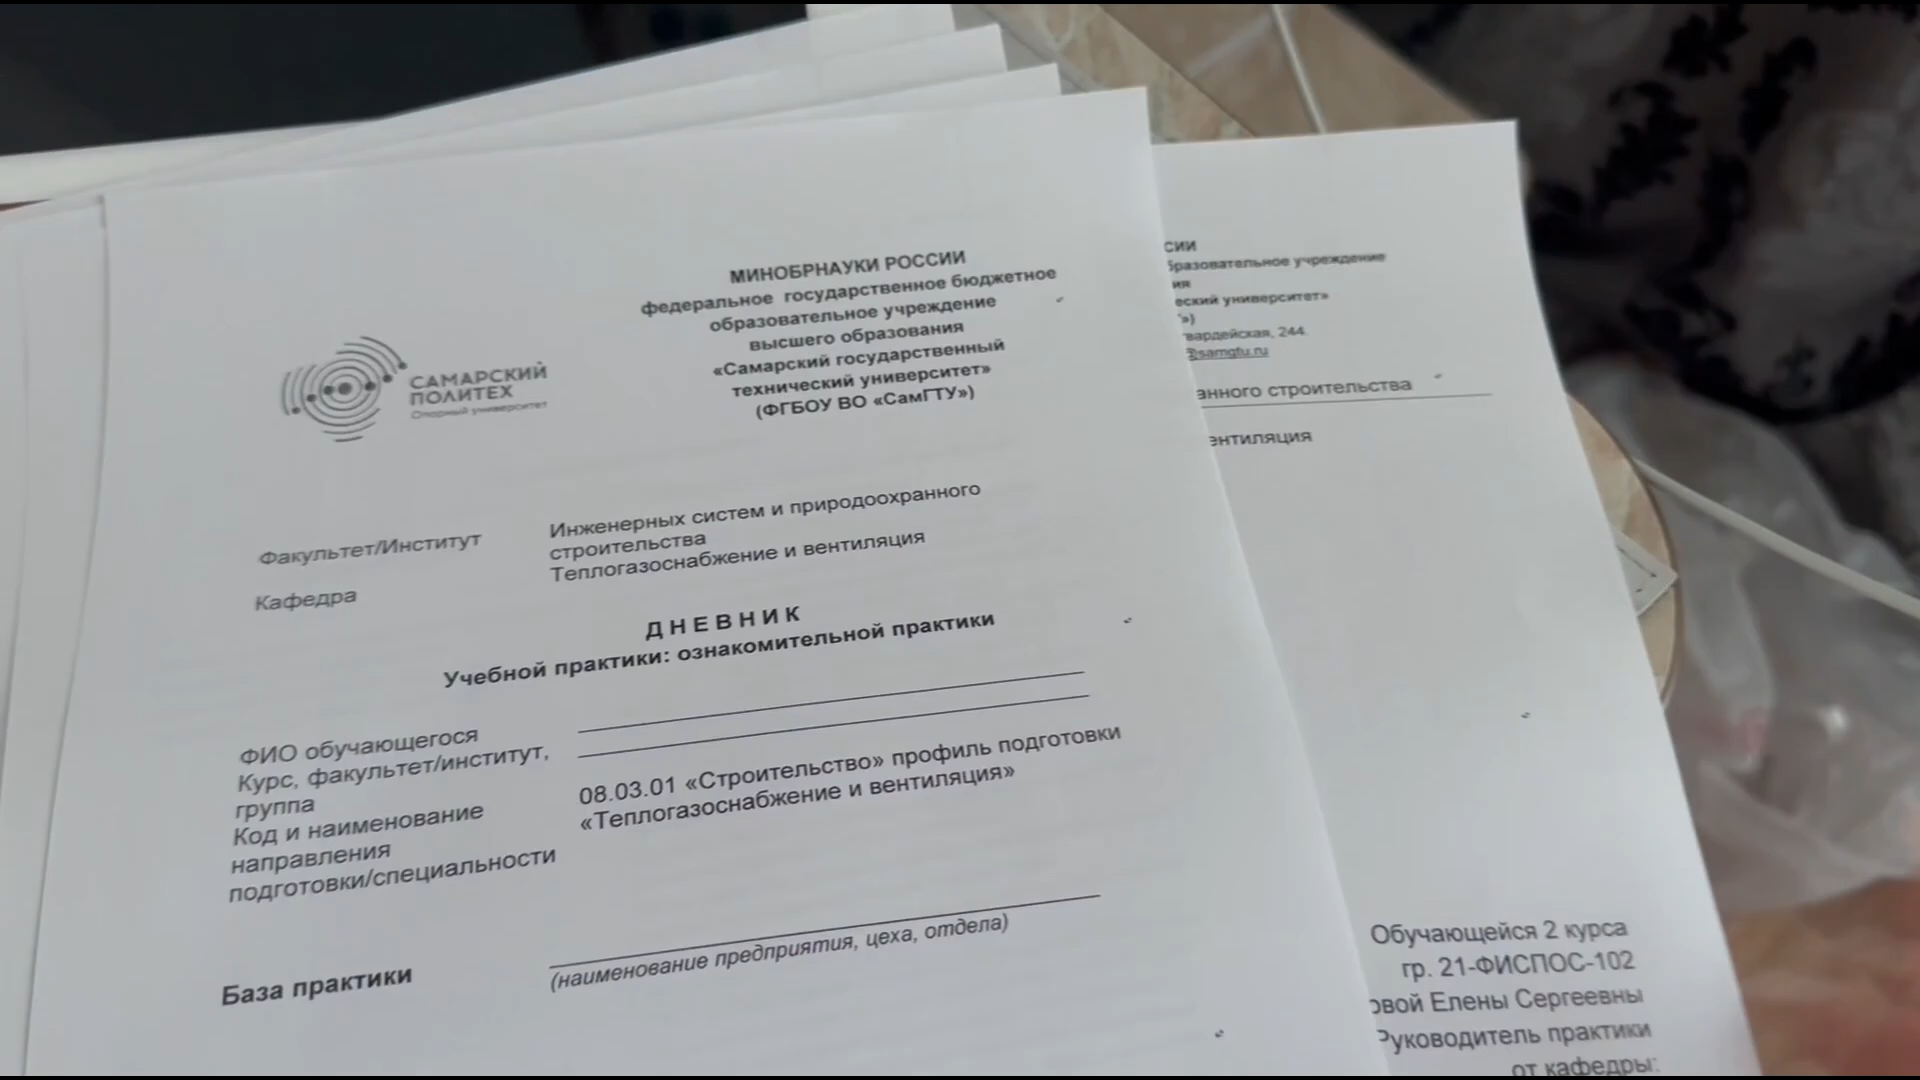 МИНОБРНАУКИ РОССИИ
федеральное государственное бюджетное
образовательное учреждение
высшего образования
«Самарский государственный
технический университет»
(ФГБОУ ВО «СамГТУ»)
САМАРСКИЙ
ПОЛИТЕХ
Опорный университет
Факультет/Институт
Инженерных систем и природоохранного
строительства
Кафедра
Теплогазоснабжение и вентиляция
ДНЕВНИК
Учебной практики: ознакомительной практики
ФИО обучающегося
Курс, факультет/институт,
группа
Код и наименование
направления
подготовки/специальности
08.03.01 «Строительство» профиль подготовки
«Теплогазоснабжение и вентиляция»
База практики
(наименование предприятия, цеха, отдела)
СИИ
бразовательное учреждение
ия
еский университет»
»)
вардейская, 244.
@samgtu.ru
анного строительства
ентиляция
Обучающейся 2 курса
гр. 21-ФИСПОС-102
овой Елены Сергеевны
Руководитель практики
от кафедры: